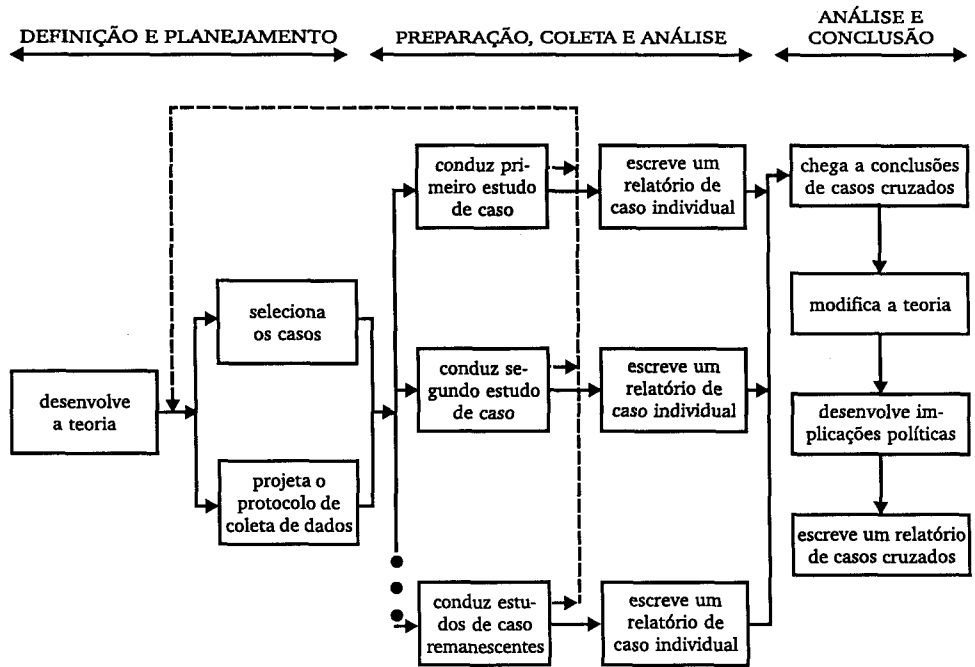 DEFINIÇÃO E PLANEJAMENTO
PREPARAÇÃO, COLETA E ANÁLISE
ANÁLISE E
CONCLUSÃO
desenvolve
a teoria
seleciona
os casos
projeta o
protocolo de
coleta de dados
conduz pri-
meiro estudo
de caso
escreve um
relatório de
caso individual
conduz se-
gundo estudo
de caso
escreve um
relatório de
caso individual
conduz estu-
dos de caso
remanescentes
escreve um
relatório de
caso individual
chega a conclusões
de casos cruzados
modifica a teoria
desenvolve im-
plicações políticas
escreve um relatório
de casos cruzados